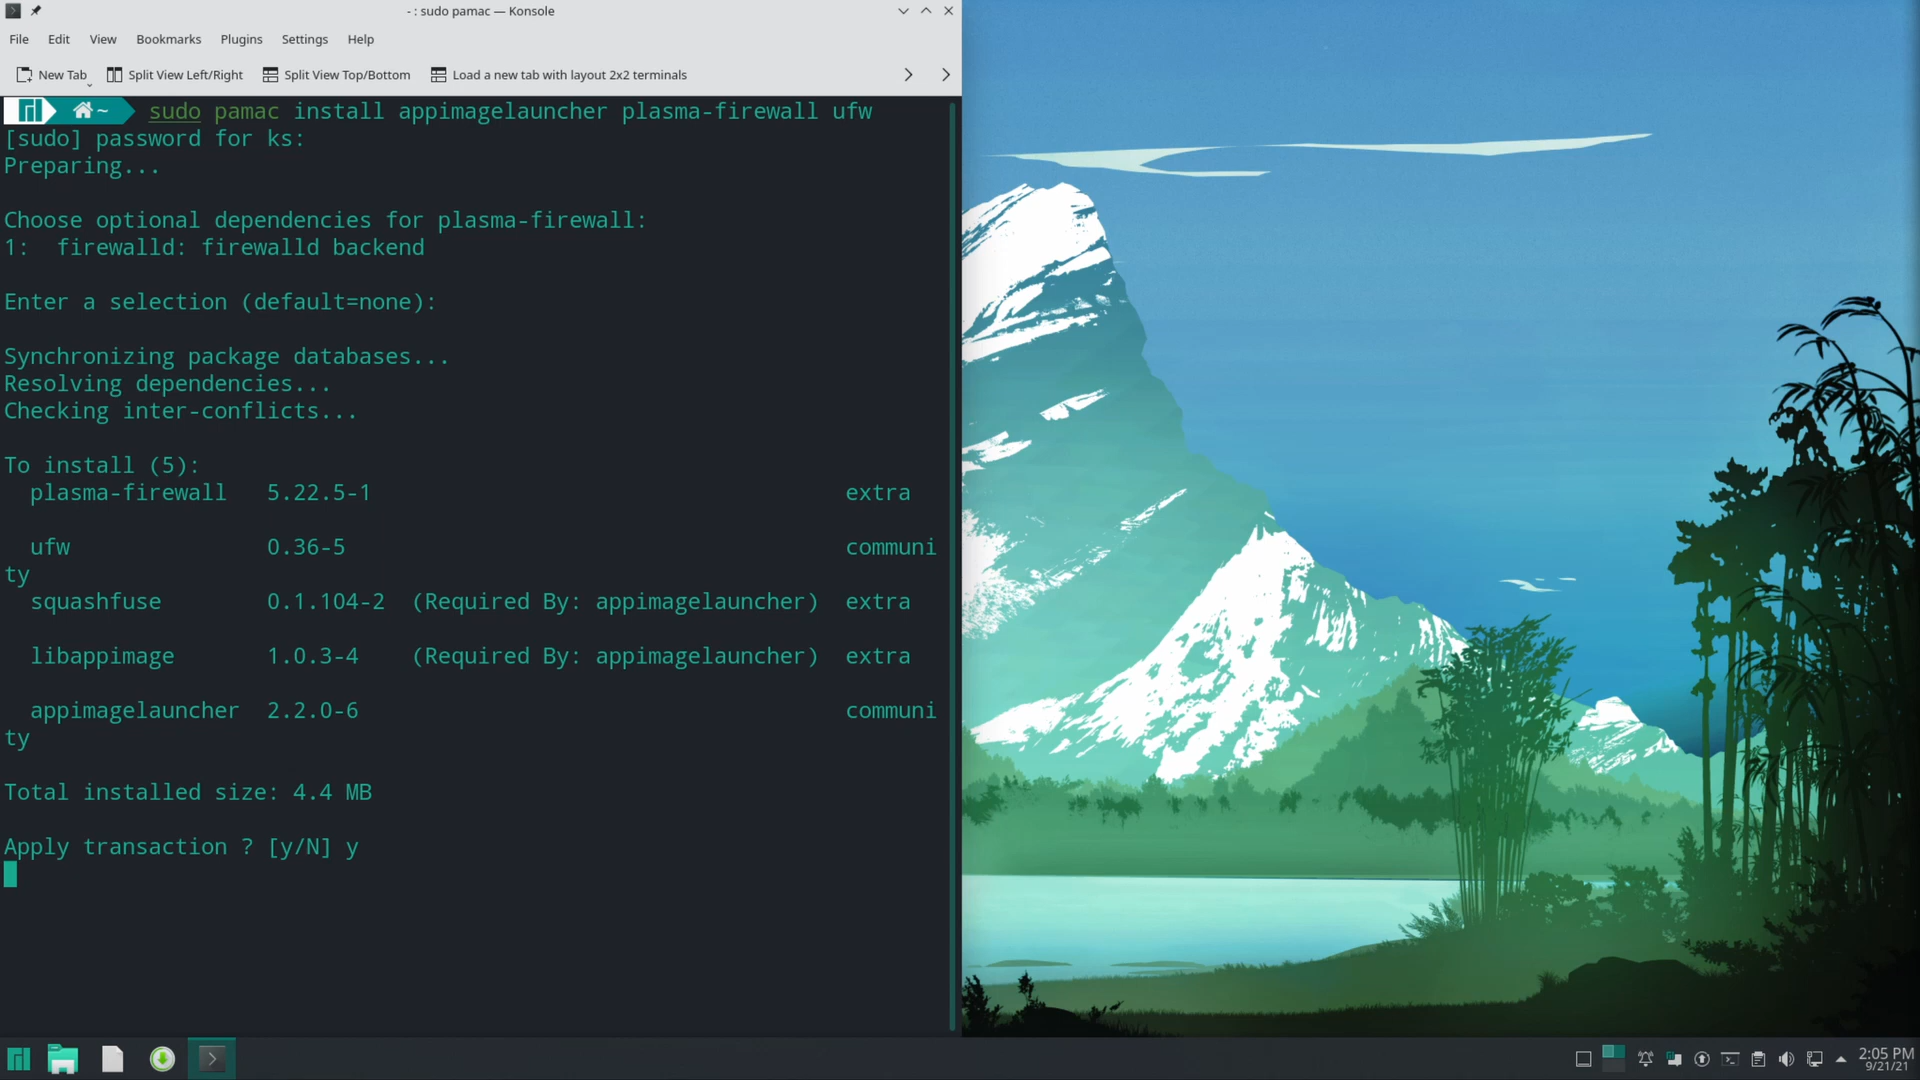 - : sudo pamac — Konsole
File Edit View Bookmarks Plugins Settings Help
New Tab Split View Left/Right Split View Top/Bottom Load a new tab with layout 2x2 terminals
~ sudo pamac install appimagelauncher plasma-firewall ufw
[sudo] password for ks:
Preparing...
Choose optional dependencies for plasma-firewall:
1: firewalld: firewalld backend
Enter a selection (default=none):
Synchronizing package databases...
Resolving dependencies...
Checking inter-conflicts...
To install (5):
plasma-firewall 5.22.5-1 extra
ufw 0.36-5 communi
ty
squashfuse 0.1.104-2 (Required By: appimagelauncher) extra
libappimage 1.0.3-4 (Required By: appimagelauncher) extra
appimagelauncher 2.2.0-6 communi
ty
Total installed size: 4.4 MB
Apply transaction ? [y/N] y
2:05 PM
9/21/21